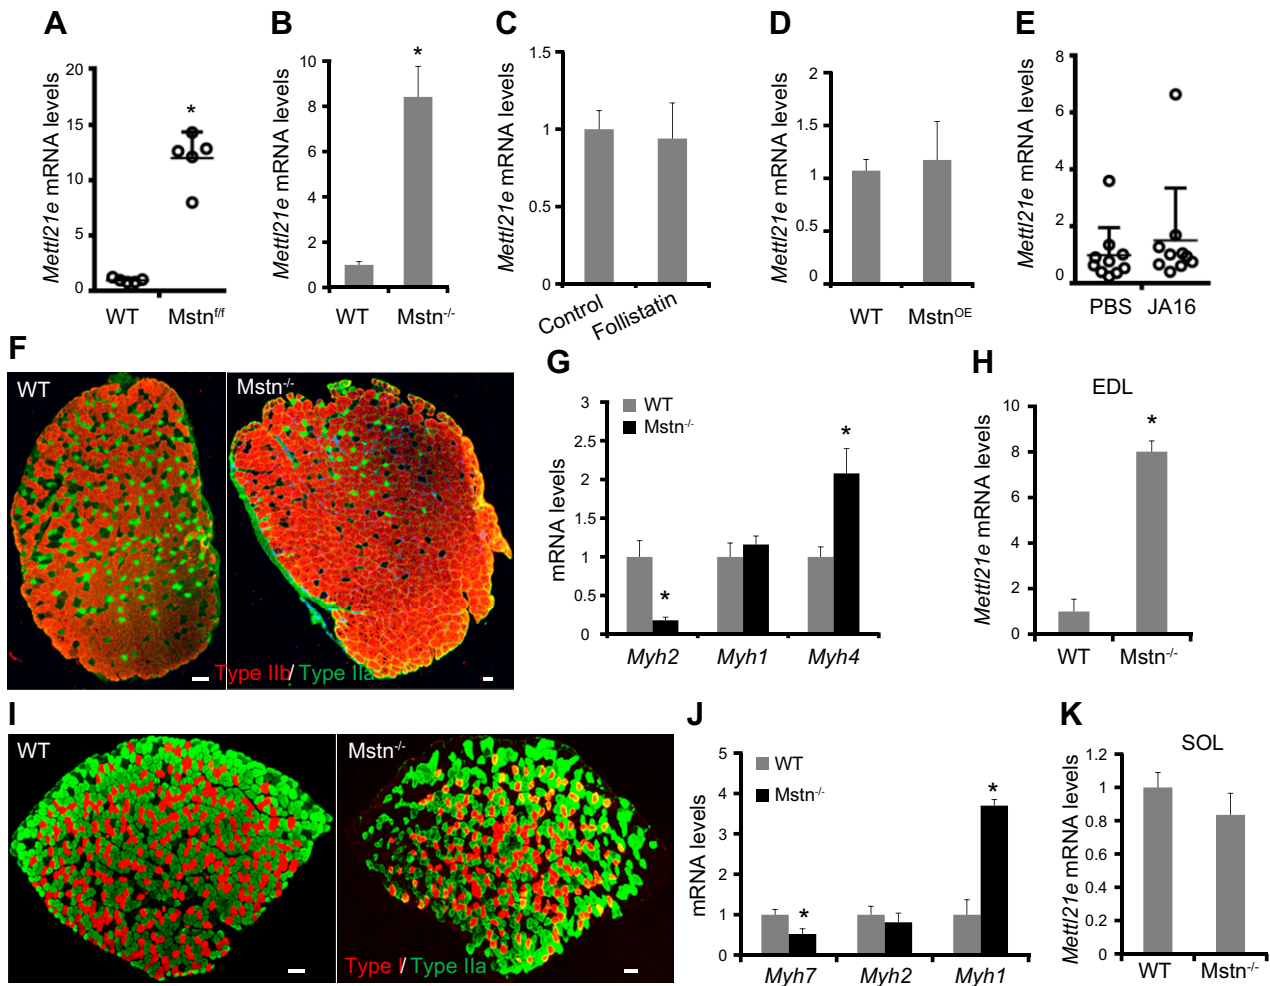 A
Mettl21e mRNA levels
20
15
10
5
0
*
WT Mstn^f/f
B
Mettl21e mRNA levels
10
8
6
4
2
0
*
WT Mstn^-/-
C
Mettl21e mRNA levels
1.5
1
0.5
0
Control Follistatin
D
Mettl21e mRNA levels
2
1.5
1
0.5
0
WT Mstn^OE
E
Mettl21e mRNA levels
8
6
4
2
0
PBS JA16
F
WT
Mstn^-/-
Type IIb/Type IIa
G
mRNA levels
3
2.5
2
1.5
1
0.5
0
WT
Mstn^-/-
*
*
Myh2 Myh1 Myh4
H
EDL
Mettl21e mRNA levels
10
8
6
4
2
0
*
WT Mstn^-/-
I
WT
Mstn^-/-
Type I/Type IIa
J
mRNA levels
5
4
3
2
1
0
WT
Mstn^-/-
*
*
Myh7 Myh2 Myh1
K
SOL
Mettl21e mRNA levels
1.2
1
0.8
0.6
0.4
0.2
0
WT Mstn^-/-